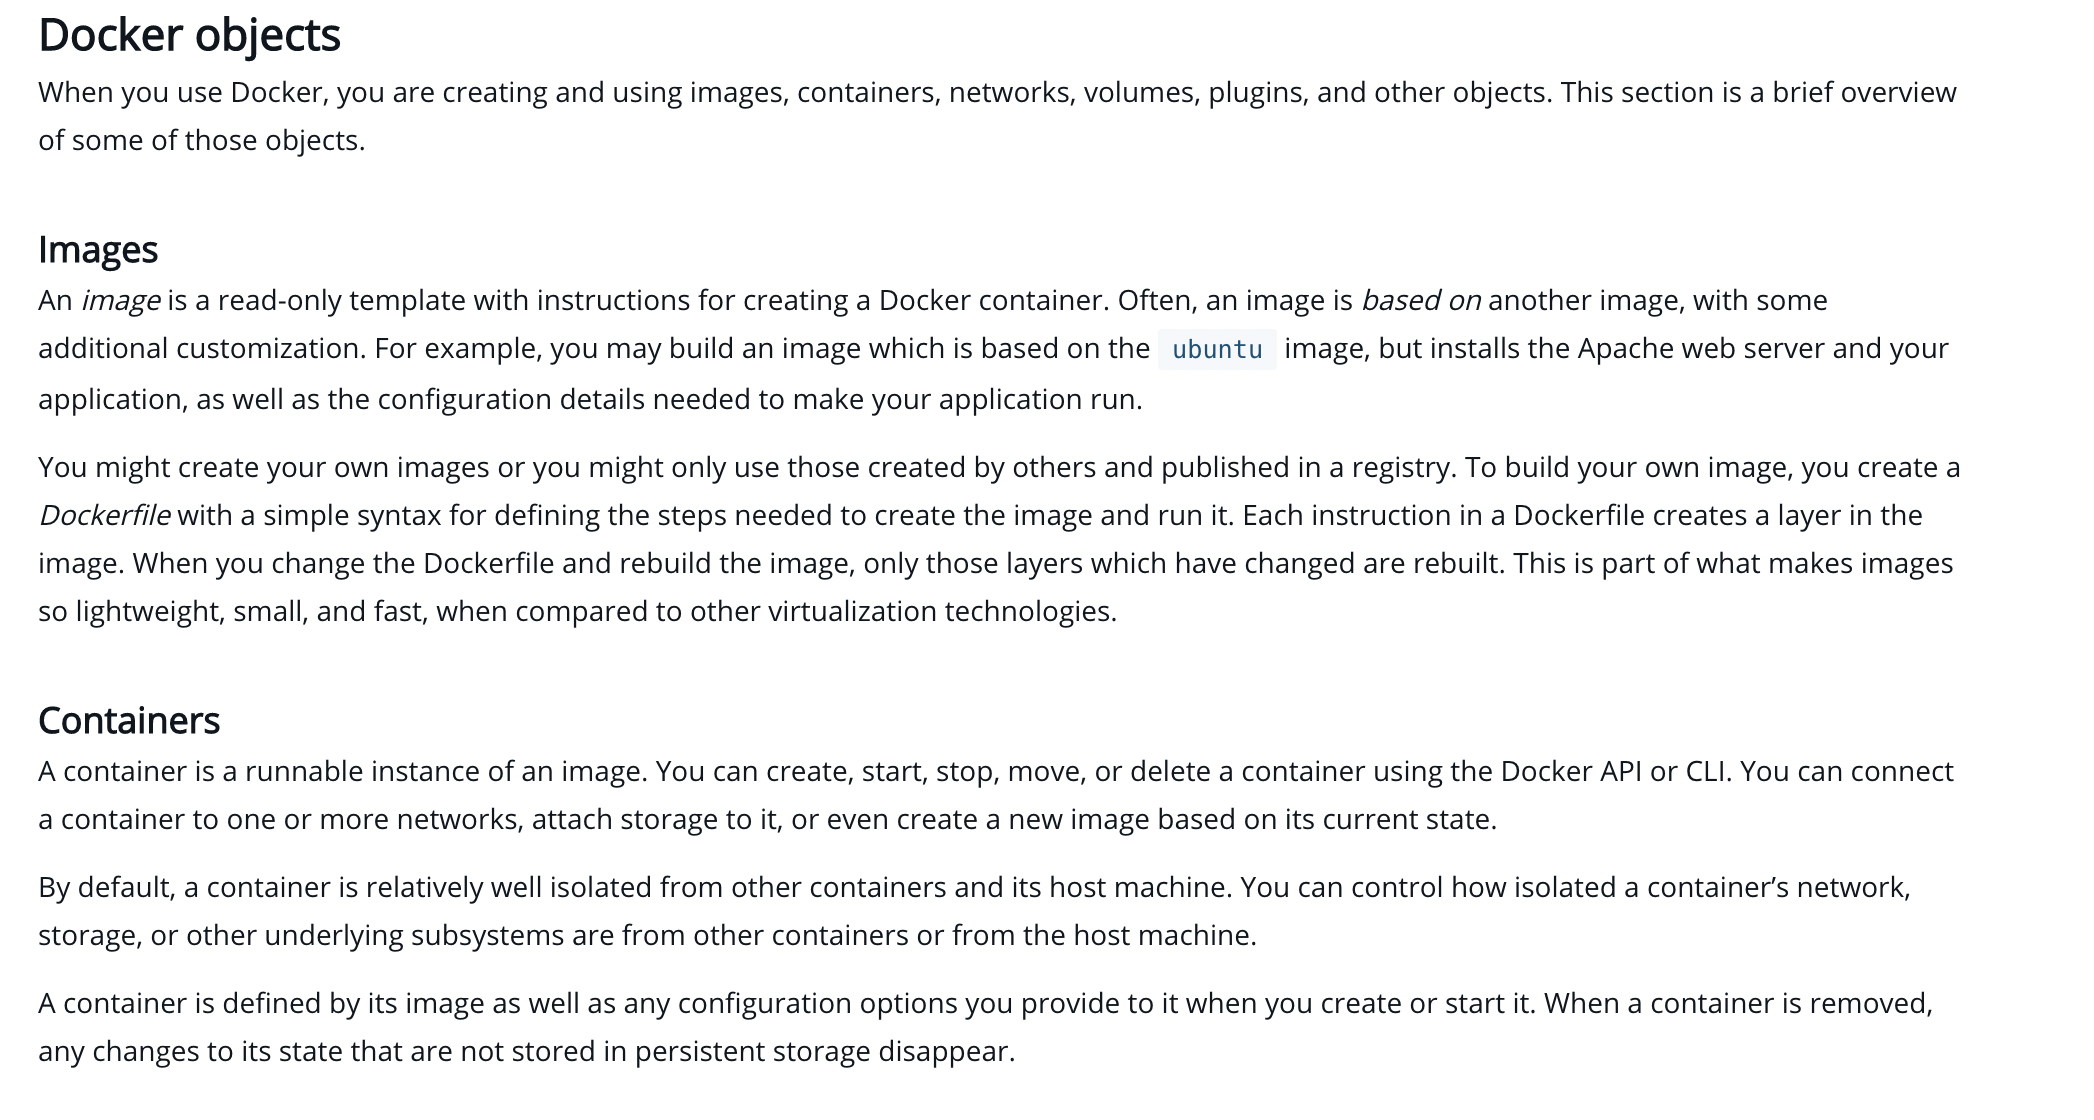 Docker objects
When you use Docker, you are creating and using images, containers, networks, volumes, plugins, and other objects. This section is a brief overview
of some of those objects.
Images
An image is a read-only template with instructions for creating a Docker container. Often, an image is based on another image, with some
additional customization. For example, you may build an image which is based on the ubuntu image, but installs the Apache web server and your
application, as well as the configuration details needed to make your application run.
You might create your own images or you might only use those created by others and published in a registry. To build your own image, you create a
Dockerfile with a simple syntax for defining the steps needed to create the image and run it. Each instruction in a Dockerfile creates a layer in the
image. When you change the Dockerfile and rebuild the image, only those layers which have changed are rebuilt. This is part of what makes images
so lightweight, small, and fast, when compared to other virtualization technologies.
Containers
A container is a runnable instance of an image. You can create, start, stop, move, or delete a container using the Docker API or CLI. You can connect
a container to one or more networks, attach storage to it, or even create a new image based on its current state.
By default, a container is relatively well isolated from other containers and its host machine. You can control how isolated a container’s network,
storage, or other underlying subsystems are from other containers or from the host machine.
A container is defined by its image as well as any configuration options you provide to it when you create or start it. When a container is removed,
any changes to its state that are not stored in persistent storage disappear.